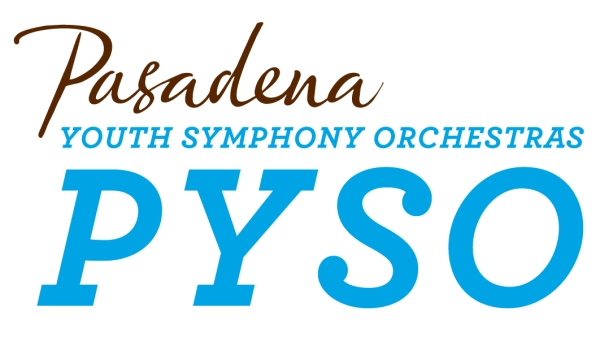 Pasadena
YOUTH SYMPHONY ORCHESTRAS
PYSO